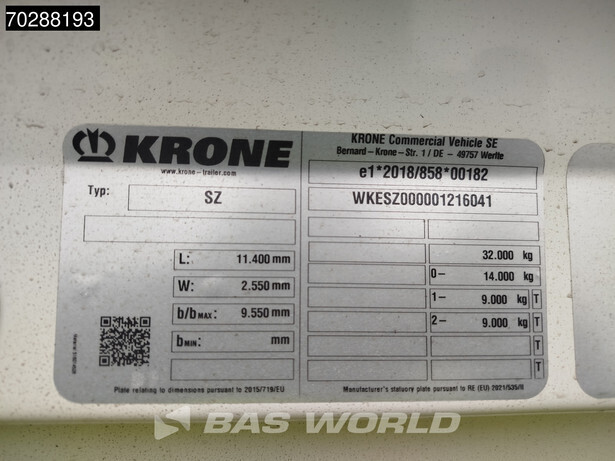 70288193
KRONE
www.krone-trailer.com
Typ: SZ
L: 11.400 mm
W: 2.550 mm
b/b MAX: 9.550 mm
b MIN: mm
Plate relating to dimensions pursuant to 2015/719/EU
KRONE Commercial Vehicle SE
Bernard-Krone-Str. 1 / DE - 49757 Werlte
e1*2018/858*00182
WKESZ000001216041
32.000 kg
0- 14.000 kg
1- 9.000 kg T
2- 9.000 kg T
T
T
Manufacturer's statuory plate pursuant to RE (EU) 2021/535/II
BAS WORLD